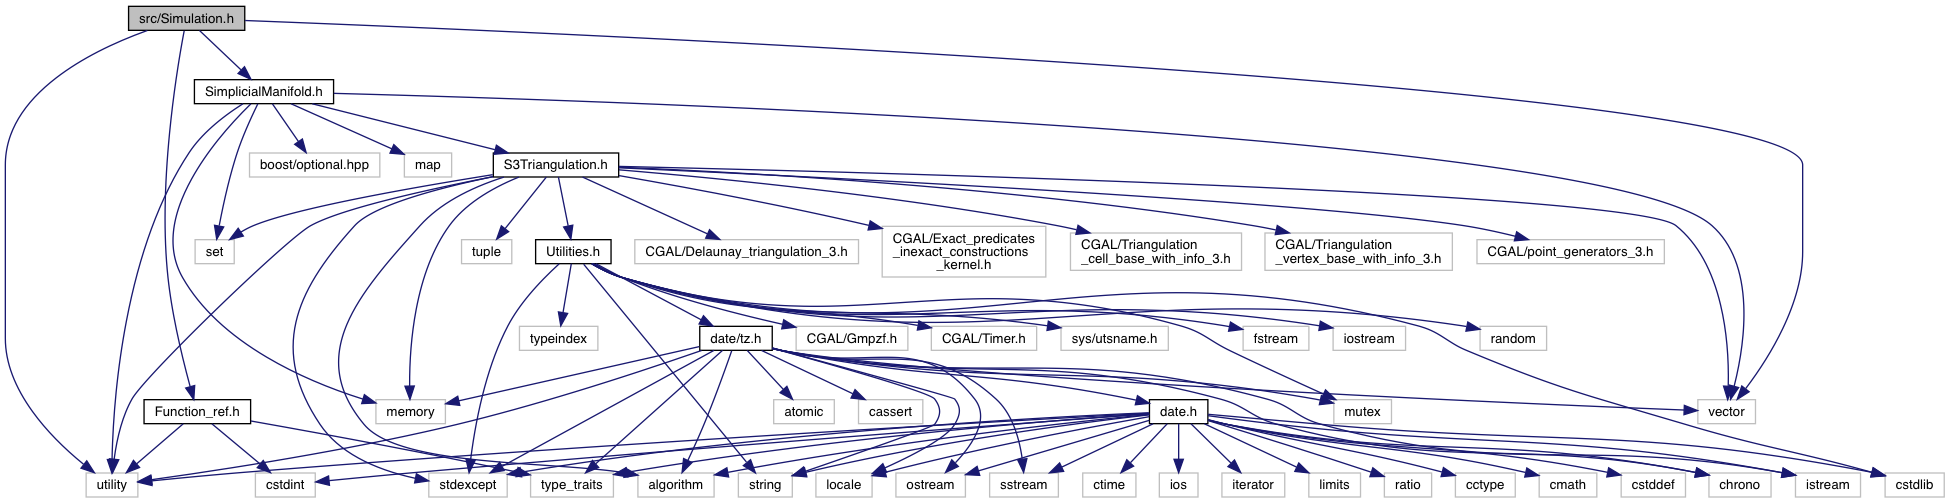 src/Simulation.h
SimplicialManifold.h
boost/optional.hpp
map
S3Triangulation.h
set
tuple
Utilities.h
CGAL/Delaunay_triangulation_3.h
CGAL/Exact_predicates
_inexact_constructions
_kernel.h
CGAL/Triangulation
_cell_base_with_info_3.h
CGAL/Triangulation
_vertex_base_with_info_3.h
CGAL/point_generators_3.h
typeindex
date/tz.h
CGAL/Gmpzf.h
CGAL/Timer.h
sys/utsname.h
fstream
iostream
random
Function_ref.h
memory
atomic
cassert
date.h
mutex
vector
utility
cstdint
stdexcept
type_traits
algorithm
string
locale
ostream
sstream
ctime
ios
iterator
limits
ratio
cctype
cmath
cstddef
chrono
istream
cstdlib